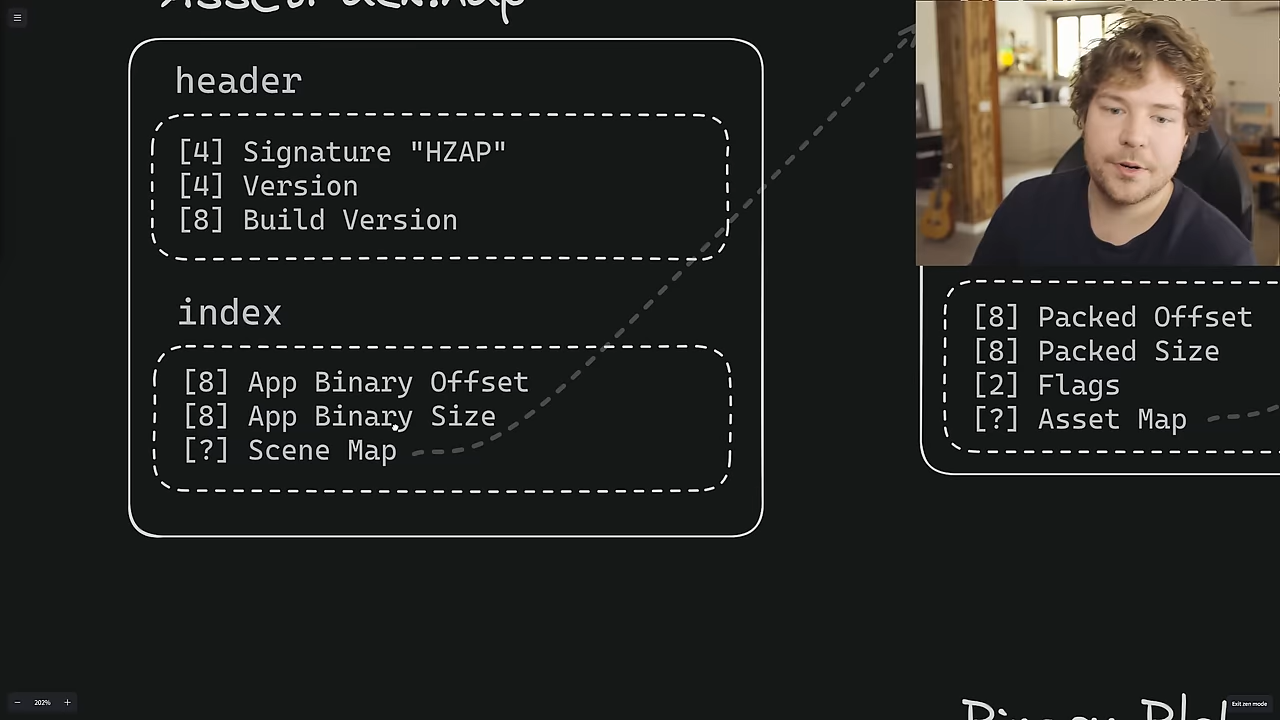 header
[4] Signature "HZAP"
[4] Version
[8] Build Version
index
[8] App Binary Offset
[8] App Binary Size
[?] Scene Map
[8] Packed Offset
[8] Packed Size
[2] Flags
[?] Asset Map
202%
Exit zen mode